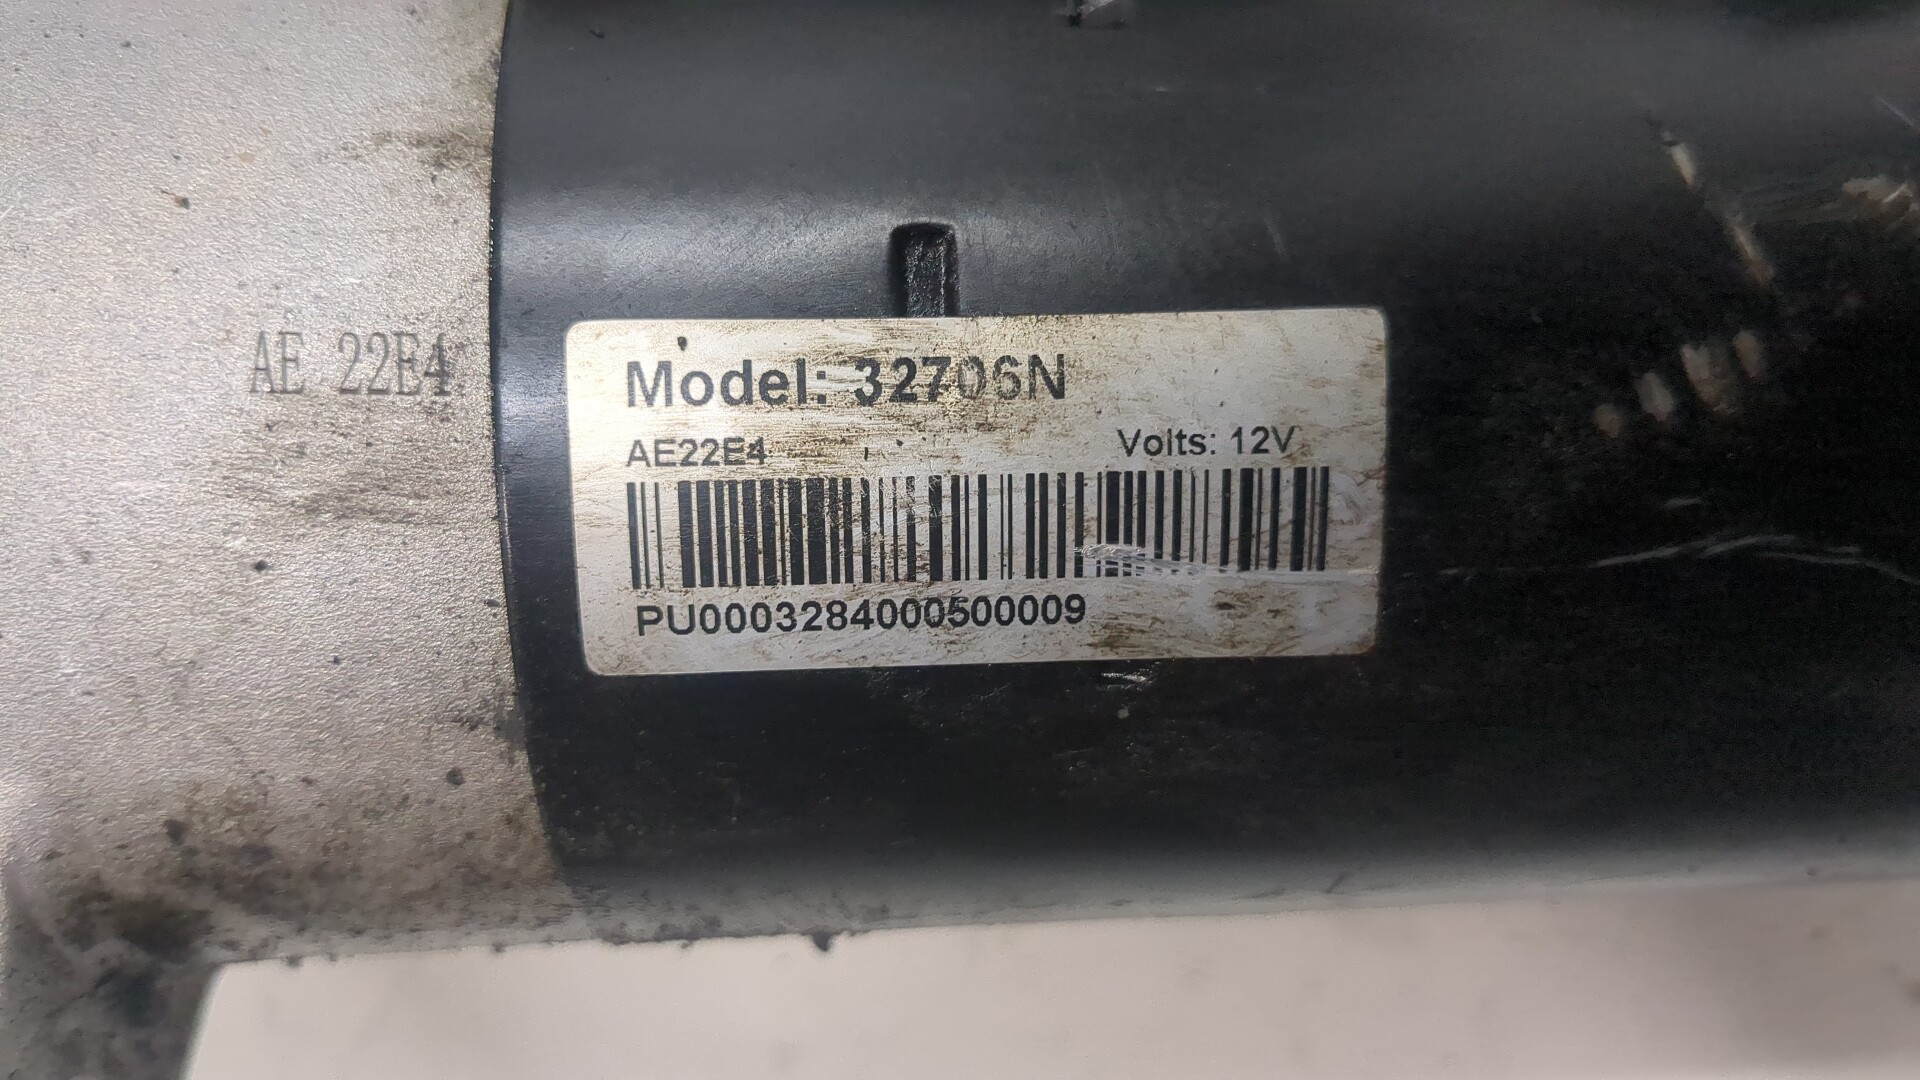 AE 22E4
Model: 32706N
AE22E4
Volts: 12V
PU0003284000500009